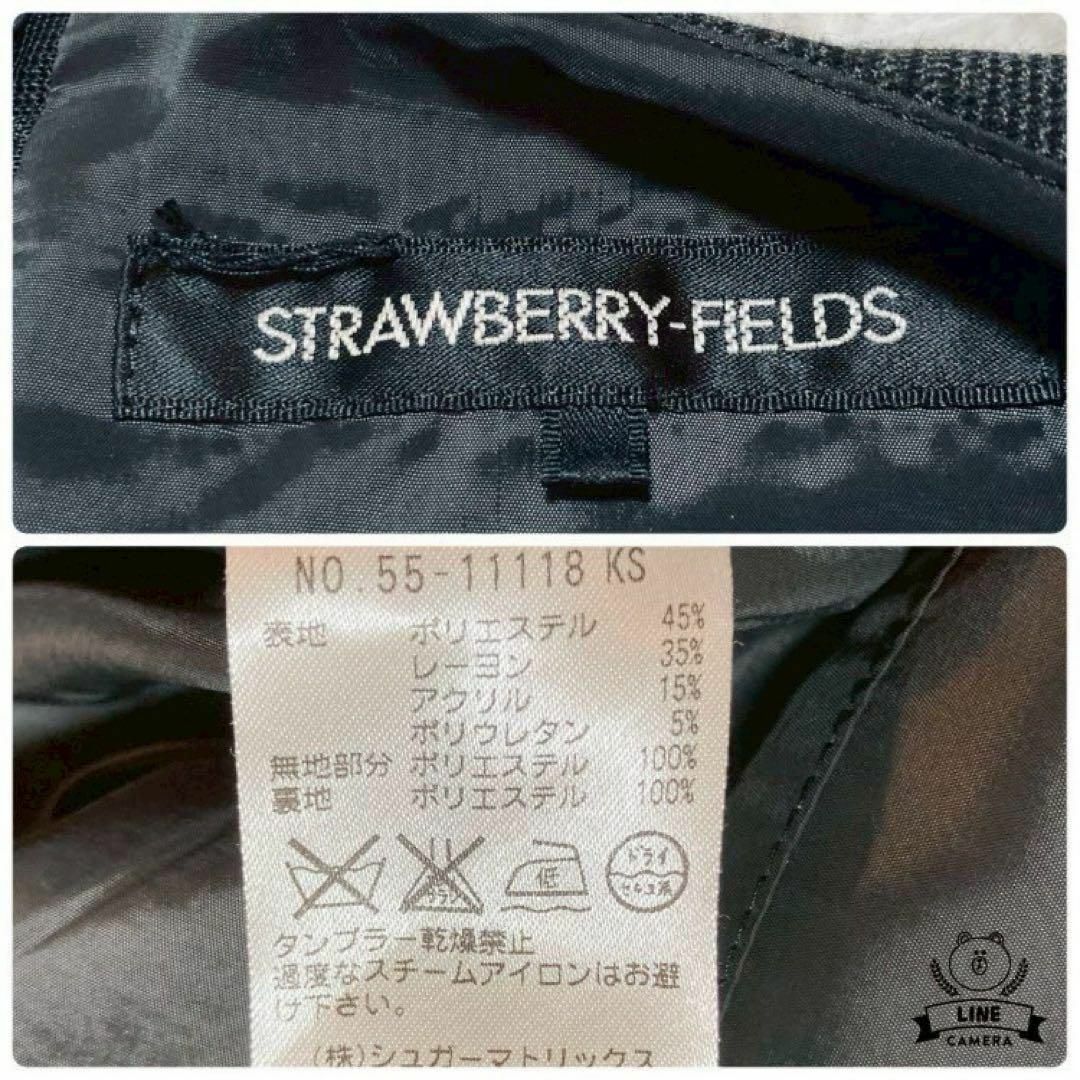 STRAWBERRY-FIELDS
NO.55-11118 KS
表地 ポリエステル 45%
レーヨン 35%
アクリル 15%
ポリウレタン 5%
無地部分 ポリエステル 100%
裏地 ポリエステル 100%
低
ドライ
セキユ系
タンブラー乾燥禁止
過度なスチームアイロンはお避
け下さい。
(株)シュガーマトリックス
LINE
CAMERA